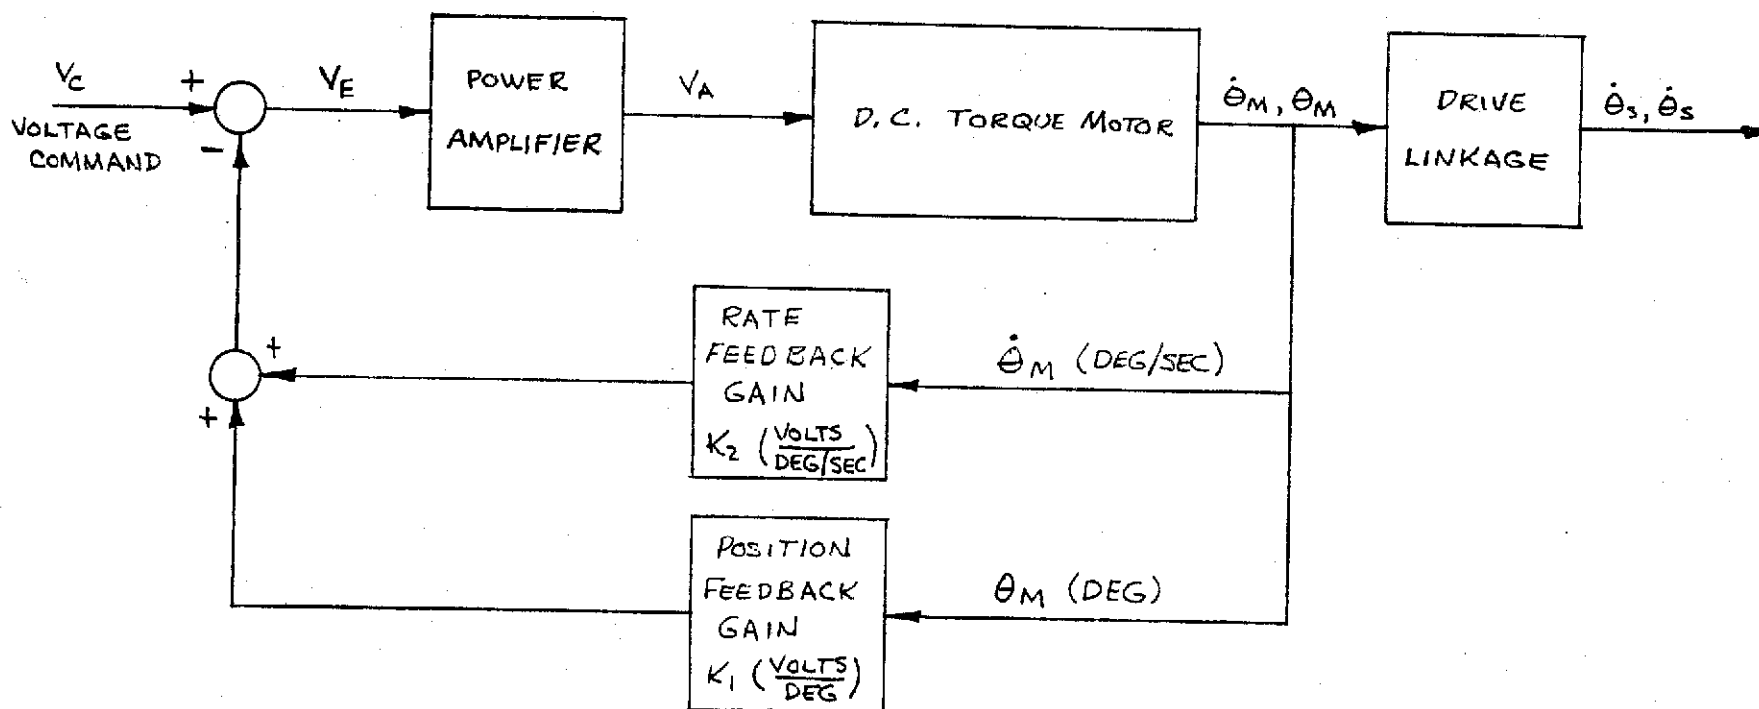 V_C
+
VOLTAGE
COMMAND
−
V_E
POWER
AMPLIFIER
V_A
D.C. TORQUE MOTOR
θ̇_M, θ_M
DRIVE
LINKAGE
θ̇_S, θ̇_S
+
+
RATE
FEEDBACK
GAIN
K_2 (VOLTS
DEG/SEC)
θ̇_M (DEG/SEC)
POSITION
FEEDBACK
GAIN
K_1 (VOLTS
DEG)
θ_M (DEG)